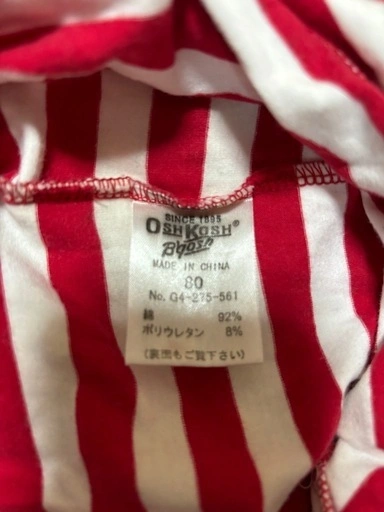 SINCE 1895
OSHKOSH®
B'gosh
MADE IN CHINA
80
No. G4-275-561
綿 92%
ポリウレタン 8%
(裏面もご覧下さい)